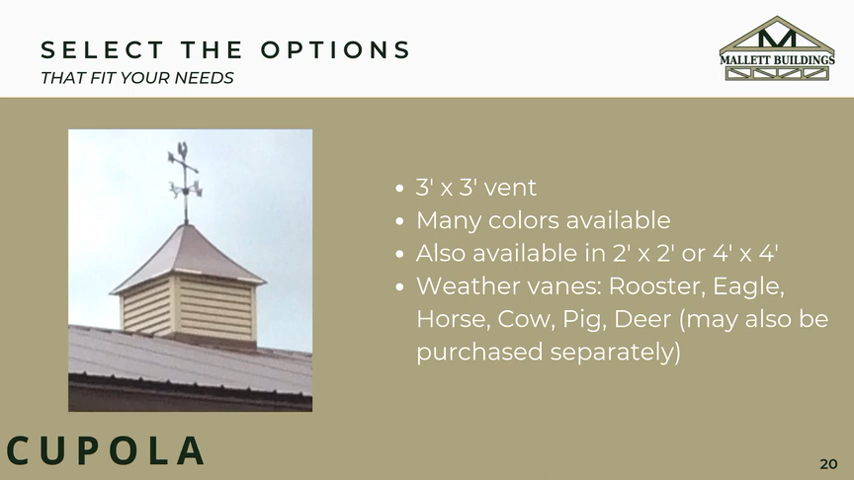 SELECT THE OPTIONS
THAT FIT YOUR NEEDS
M
MALLETT BUILDINGS
• 3' x 3' vent
• Many colors available
• Also available in 2' x 2' or 4' x 4'
• Weather vanes: Rooster, Eagle,
Horse, Cow, Pig, Deer (may also be
purchased separately)
CUPOLA
20